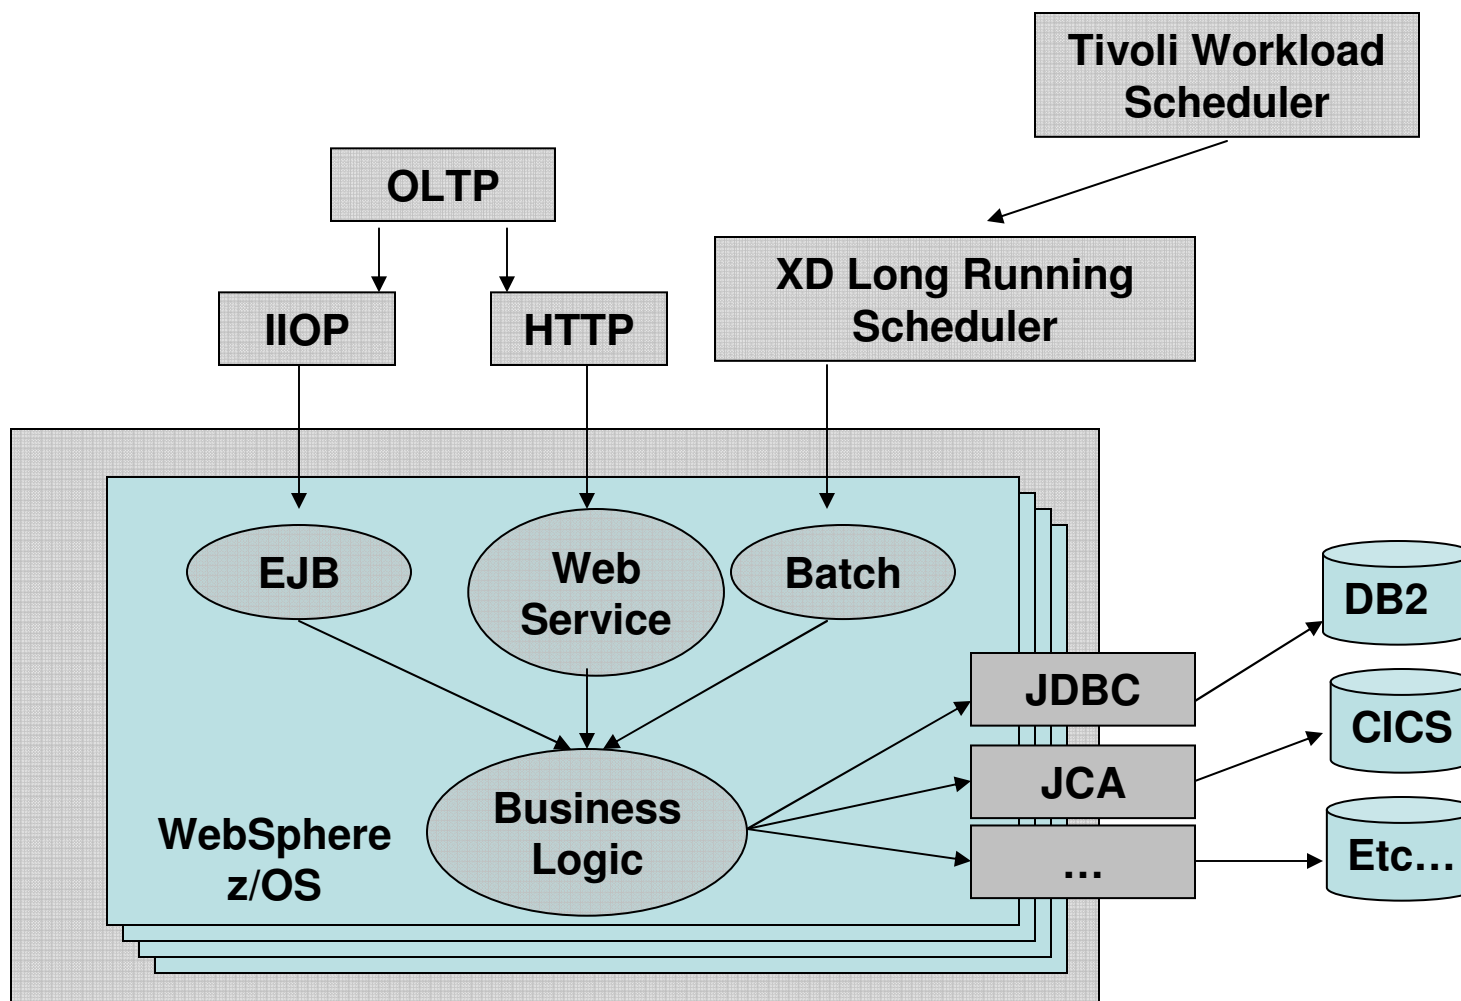 Tivoli Workload
Scheduler
OLTP
XD Long Running
Scheduler
IIOP
HTTP
EJB
Web
Service
Batch
DB2
JDBC
CICS
JCA
Business
Logic
WebSphere
z/OS
...
Etc...